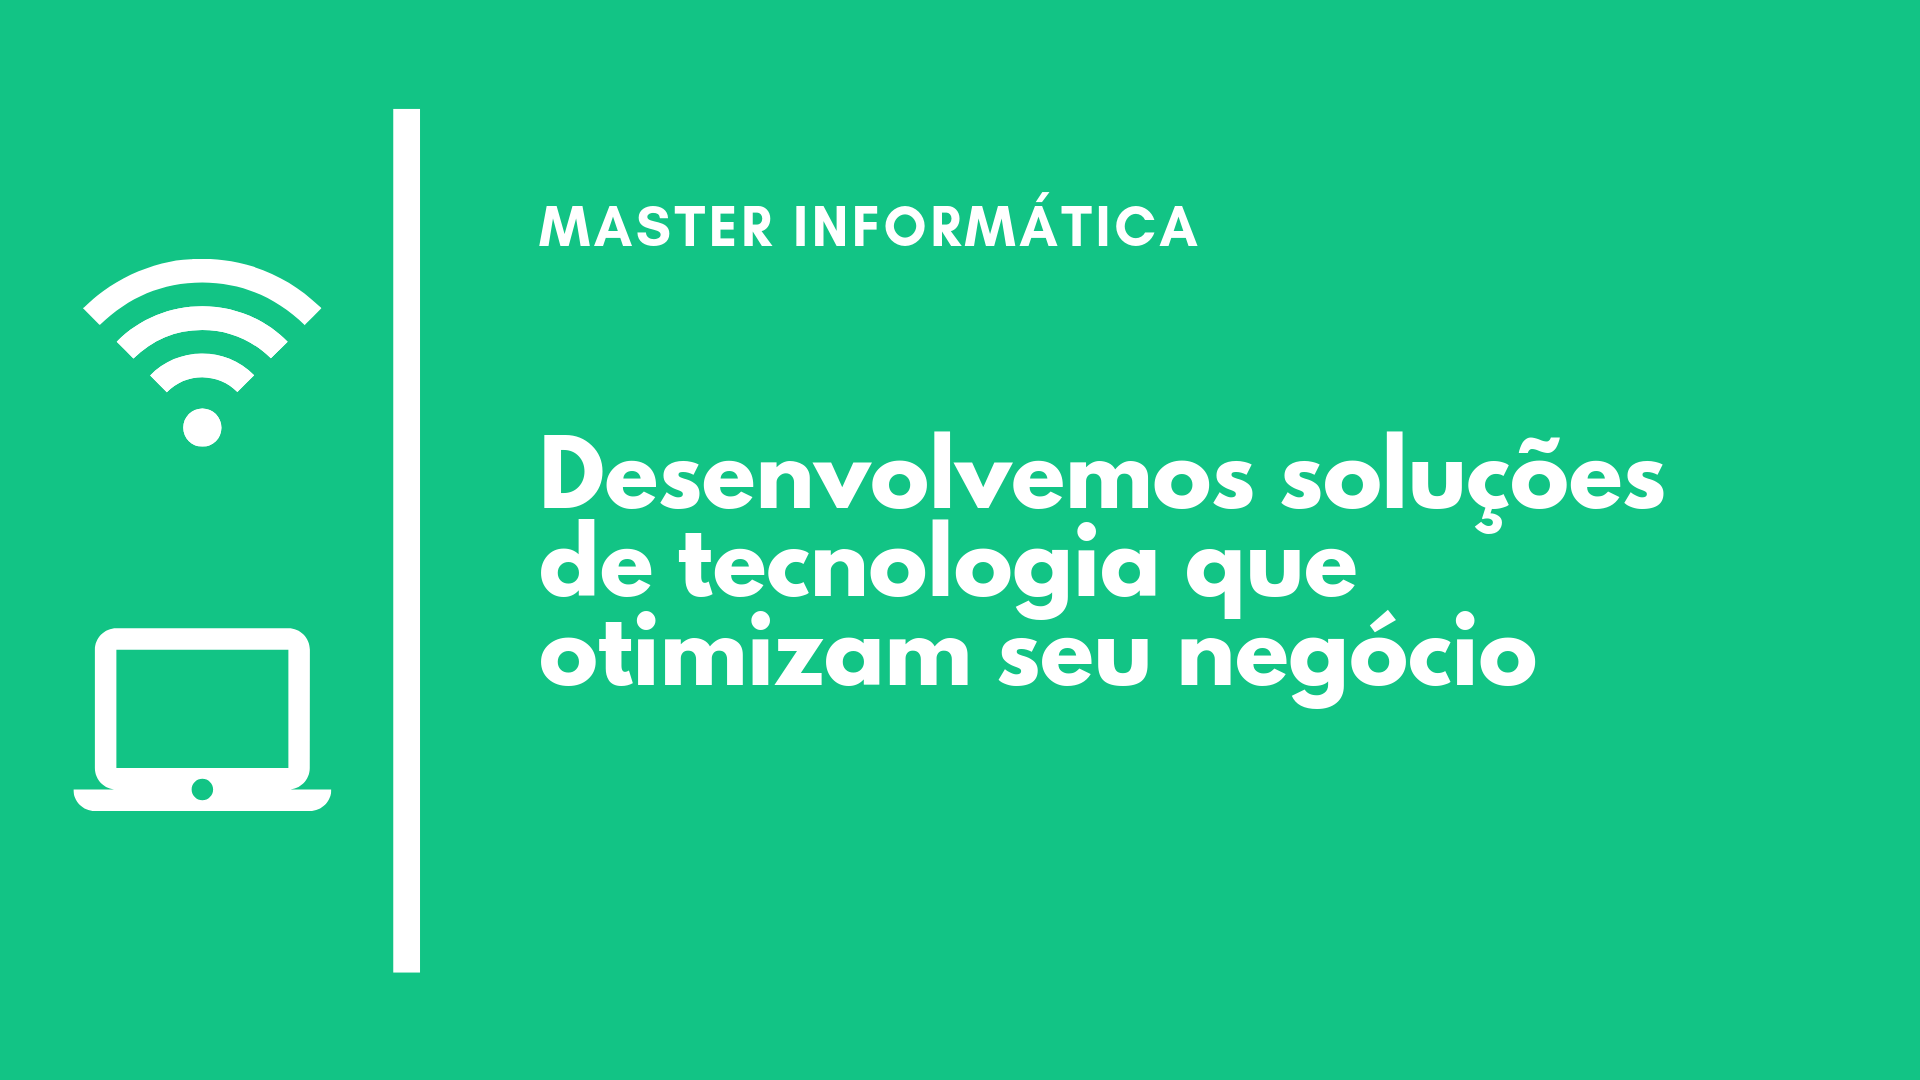 MASTER INFORMÁTICA
Desenvolvemos soluções
de tecnologia que
otimizam seu negócio